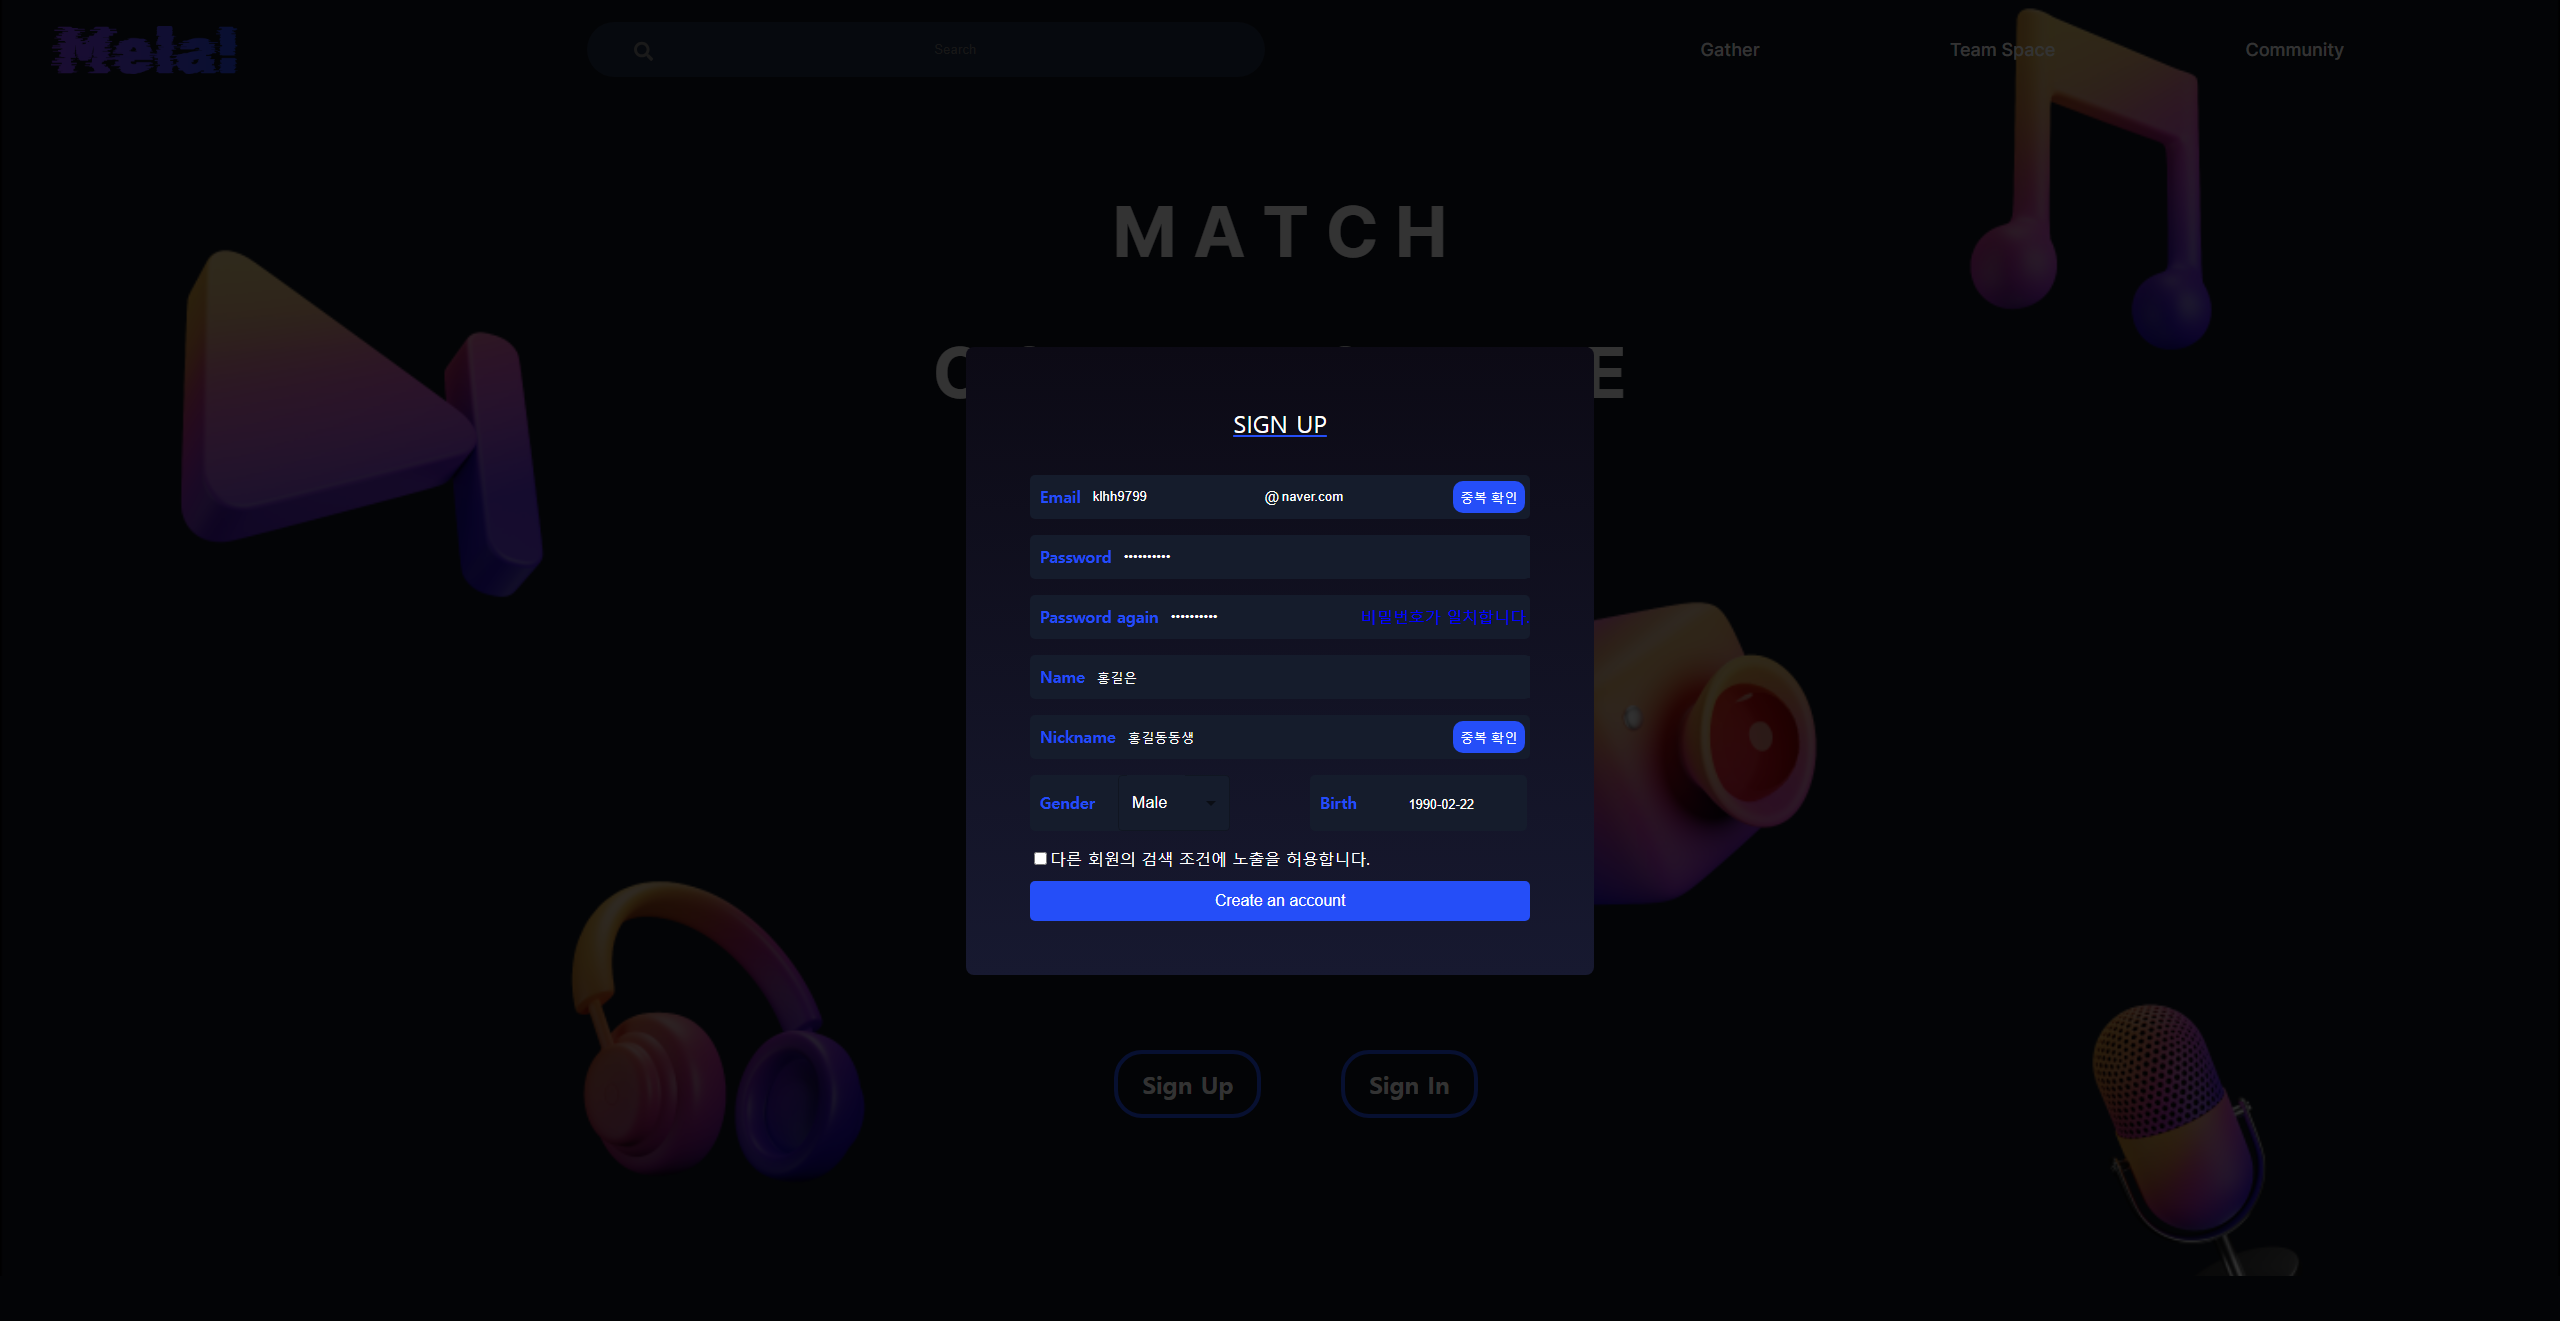 Mela!
Search
Gather
Team Space
Community
MATCH
SIGN UP
Email klhh9799 @ naver.com 중복 확인
Password ••••••••••
Password again •••••••••• 비밀번호가 일치합니다.
Name 홍길은
Nickname 홍길동동생 중복 확인
Gender Male Birth 1990-02-22
다른 회원의 검색 조건에 노출을 허용합니다.
Create an account
Sign Up
Sign In